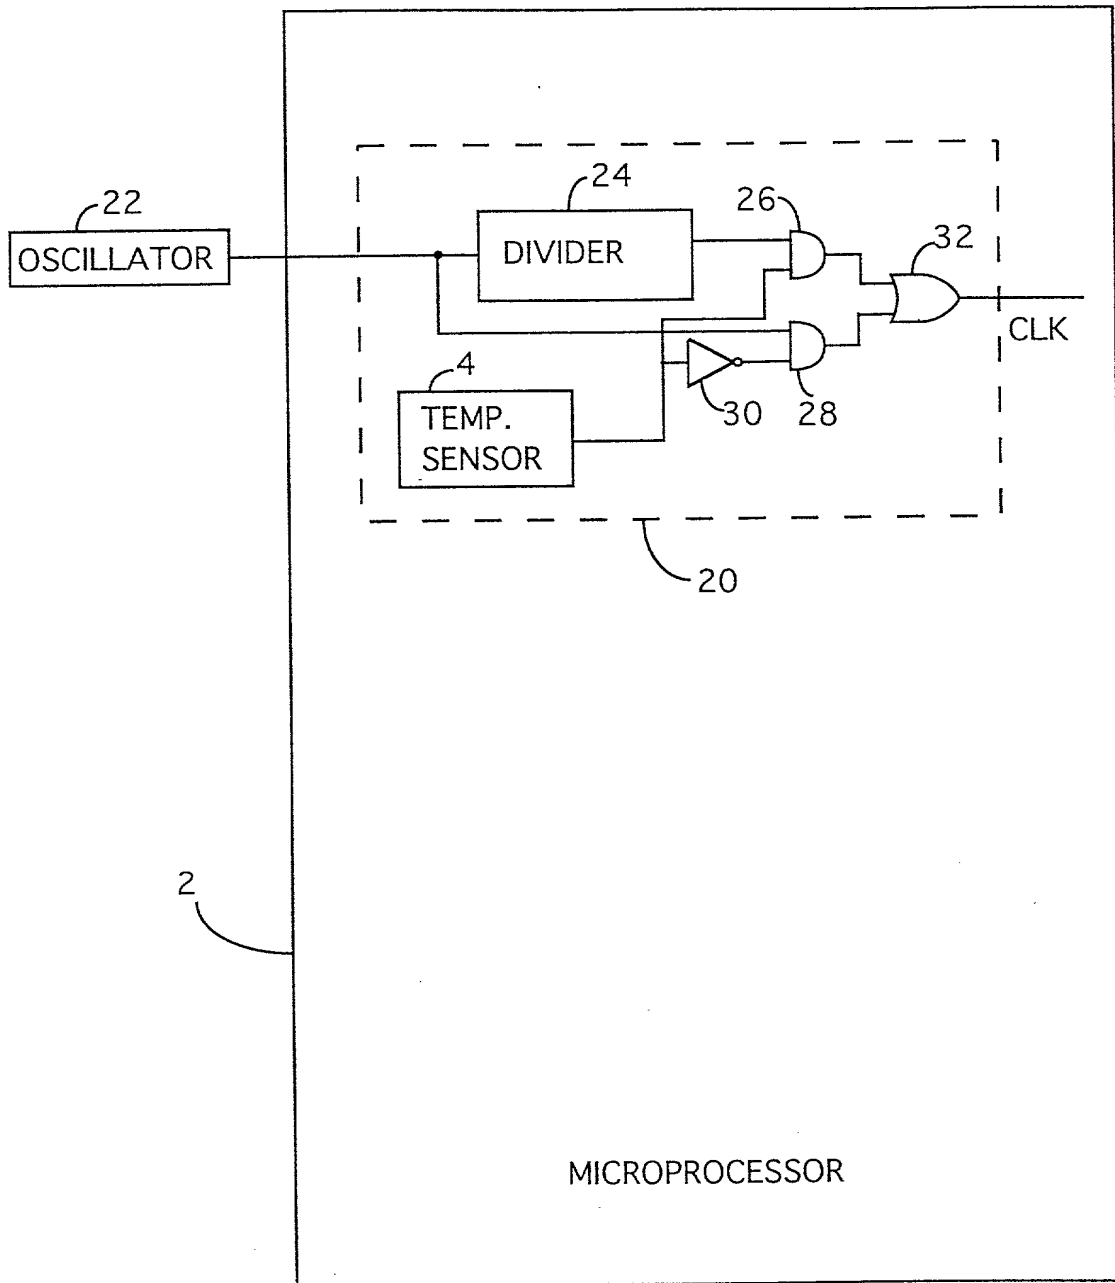 24
26
22
32
OSCILLATOR
DIVIDER
CLK
4
30
28
TEMP.
SENSOR
20
2
MICROPROCESSOR